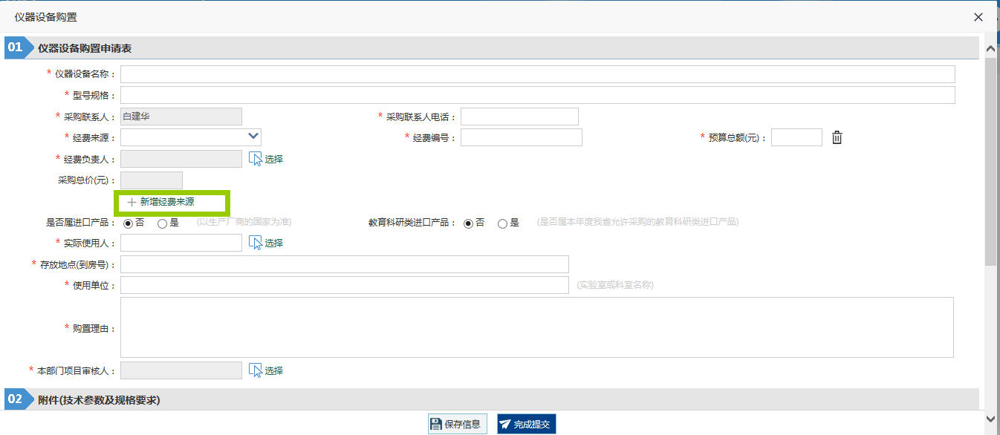 仪器设备购置
01 仪器设备购置申请表
* 仪器设备名称：
* 型号规格：
* 采购联系人： 白建华 * 采购联系人电话：
* 经费来源： * 经费编号： * 预算总额(元)：
* 经费负责人： 选择
采购总价(元)：
新增经费来源
是否属进口产品： 否 是 (以生产厂商的国家为准) 教育科研类进口产品： 否 是 (是否属本年度我省允许采购的教育科研类进口产品)
* 实际使用人： 选择
* 存放地点(到房号)：
* 使用单位： (实验室或科室名称)
* 购置理由：
* 本部门项目审核人： 选择
02 附件(技术参数及规格要求)
保存信息 完成提交